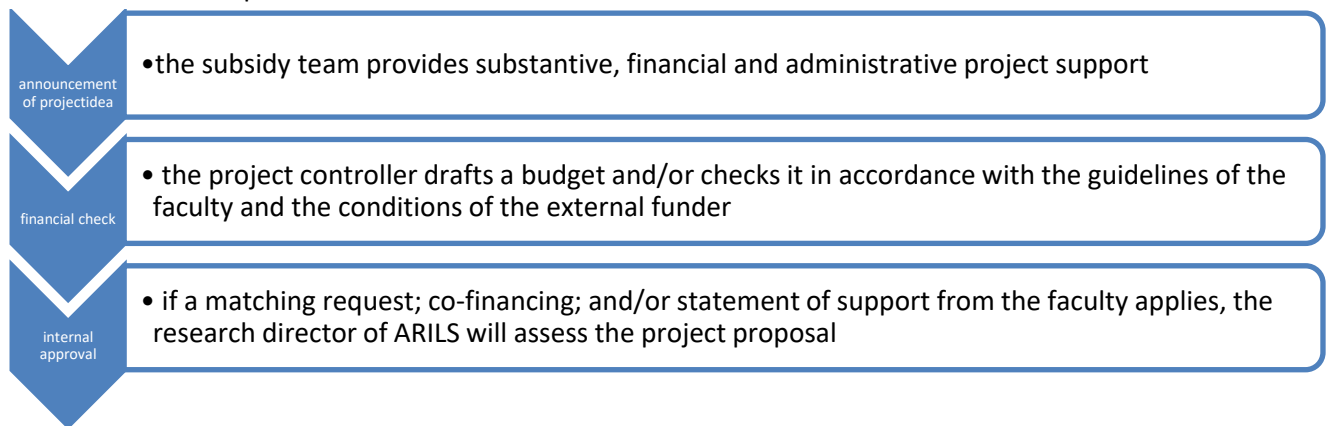 announcement
of projectidea
•the subsidy team provides substantive, financial and administrative project support
financial check
• the project controller drafts a budget and/or checks it in accordance with the guidelines of the
faculty and the conditions of the external funder
internal
approval
• if a matching request; co-financing; and/or statement of support from the faculty applies, the
research director of ARILS will assess the project proposal